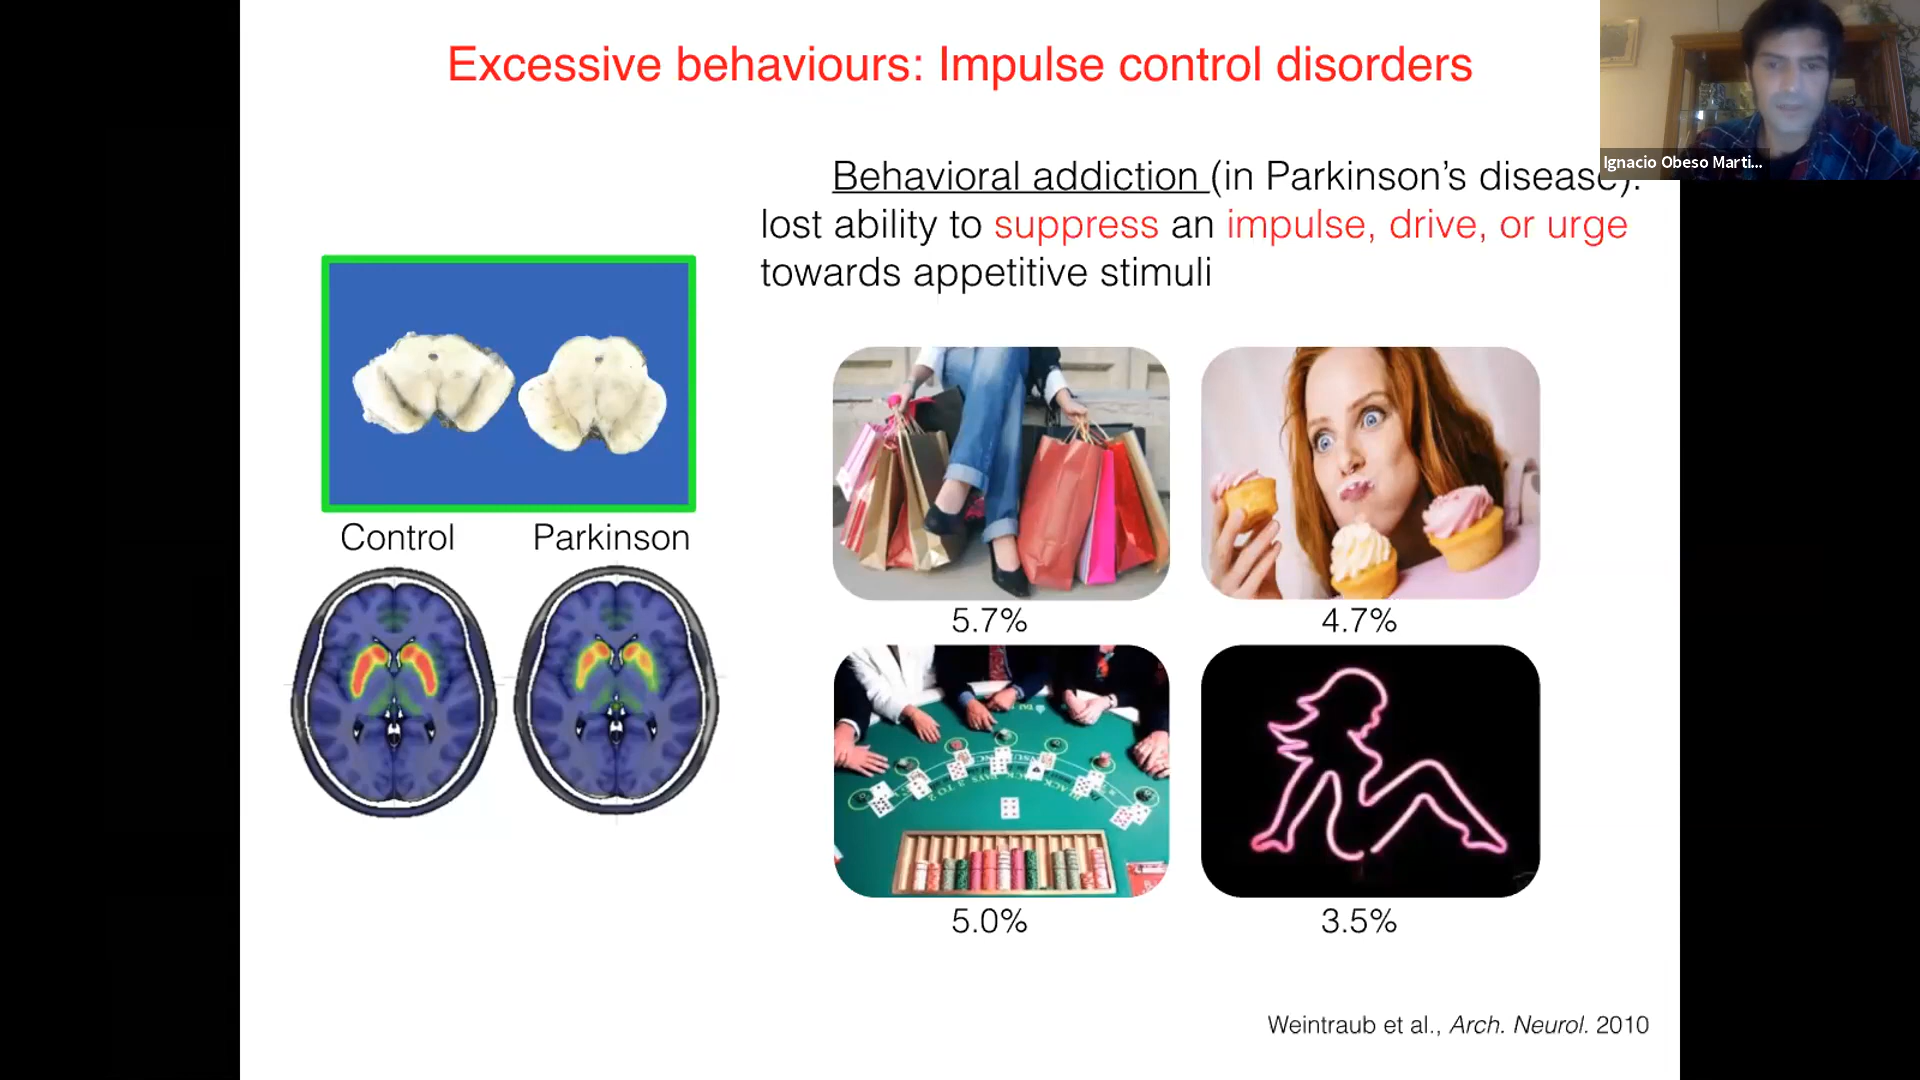 Excessive behaviours: Impulse control disorders
Ignacio Obeso Marti...
Behavioral addiction (in Parkinson's disease):
lost ability to suppress an impulse, drive, or urge
towards appetitive stimuli
Control
Parkinson
5.7%
4.7%
5.0%
3.5%
Weintraub et al., Arch. Neurol. 2010